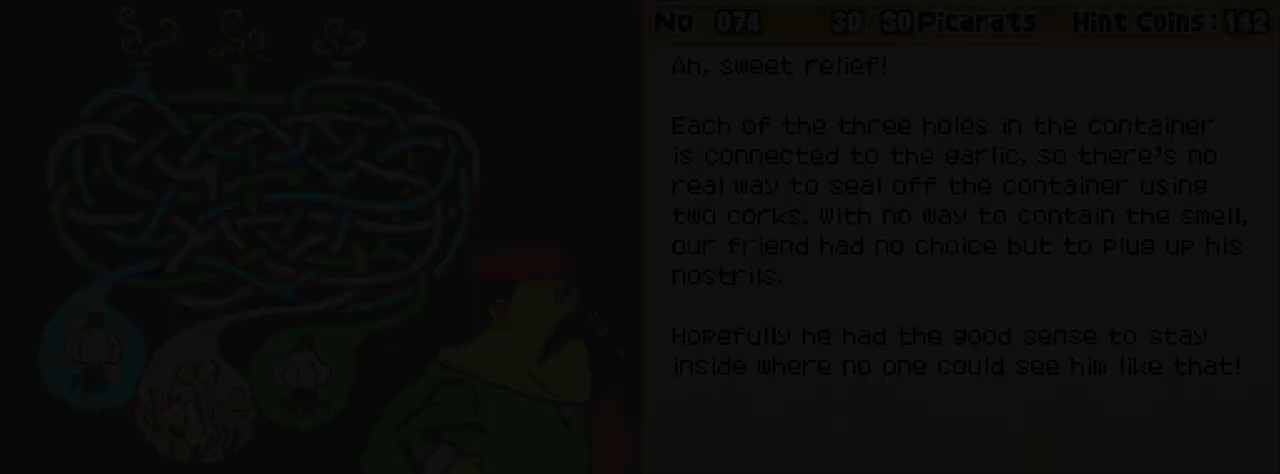 No. 074 30/30 Picarats Hint Coins: 142
Ah, sweet relief!
Each of the three holes in the container
is connected to the garlic, so there's no
real way to seal off the container using
two corks. With no way to contain the smell,
our friend had no choice but to plug up his
nostrils.
Hopefully he had the good sense to stay
inside where no one could see him like that!